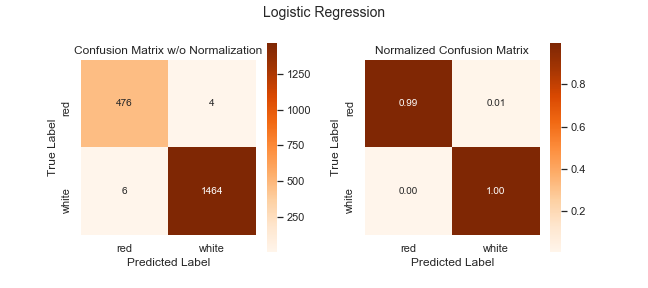 Logistic Regression
Confusion Matrix w/o Normalization
True Label
red
white
476
4
6
1464
red
white
Predicted Label
1250
1000
750
500
250
Normalized Confusion Matrix
True Label
red
white
0.99
0.01
0.00
1.00
red
white
Predicted Label
0.8
0.6
0.4
0.2